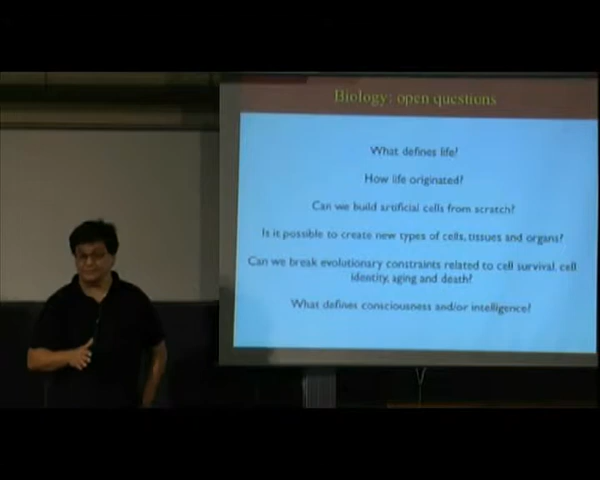 Biology: open questions
What defines life?
How life originated?
Can we build artificial cells from scratch?
Is it possible to create new types of cells, tissues and organs?
Can we break evolutionary constraints related to cell survival, cell
identity, aging and death?
What defines consciousness and/or intelligence?